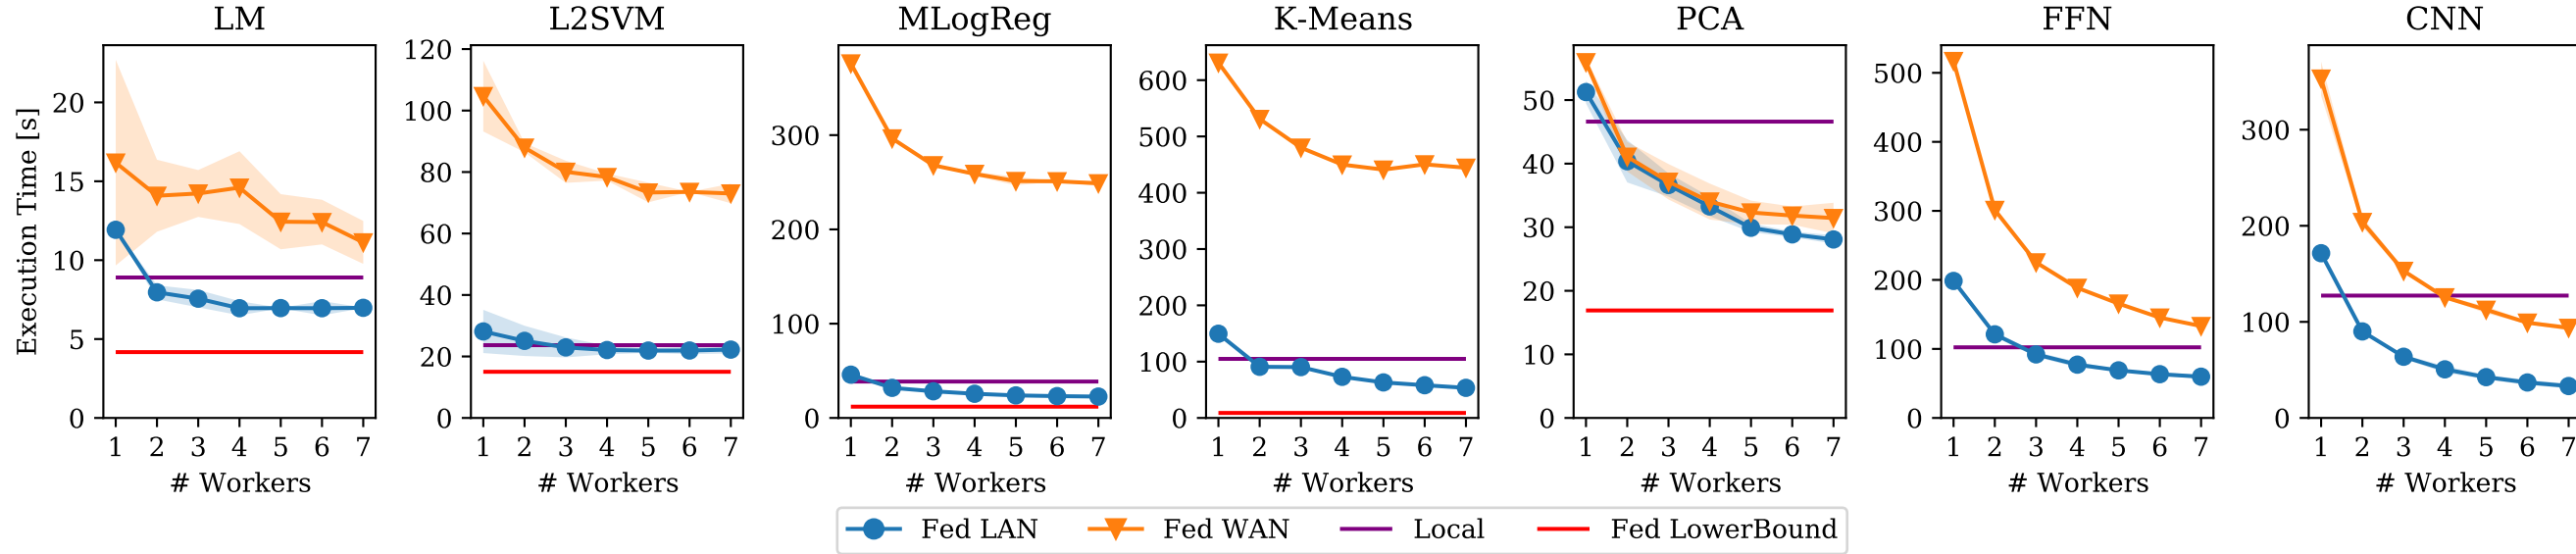 LM L2SVM MLogReg K-Means PCA FFN CNN
Execution Time [s]
20
15
10
5
0
1 2 3 4 5 6 7
# Workers
120
100
80
60
40
20
0
1 2 3 4 5 6 7
# Workers
300
200
100
0
1 2 3 4 5 6 7
# Workers
600
500
400
300
200
100
0
1 2 3 4 5 6 7
# Workers
50
40
30
20
10
0
1 2 3 4 5 6 7
# Workers
500
400
300
200
100
0
1 2 3 4 5 6 7
# Workers
300
200
100
0
1 2 3 4 5 6 7
# Workers
Fed LAN Fed WAN Local Fed LowerBound